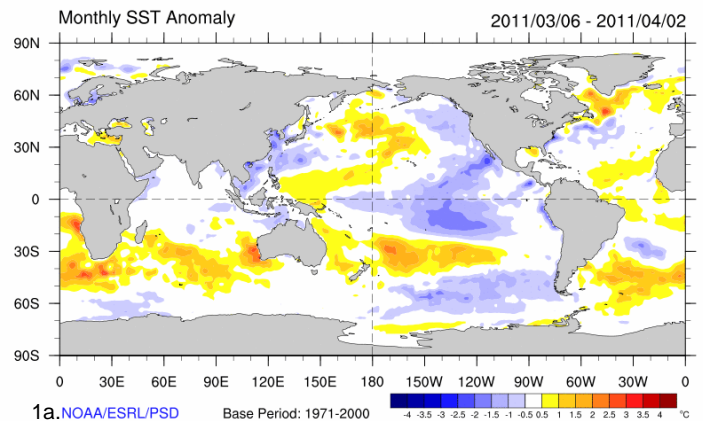 Monthly SST Anomaly 2011/03/06 - 2011/04/02
90N
60N
30N
0
30S
60S
90S
0 30E 60E 90E 120E 150E 180 150W 120W 90W 60W 30W 0
-4 -3.5 -3 -2.5 -2 -1.5 -1 -0.5 0.5 1 1.5 2 2.5 3 3.5 4 °C
1a. NOAA/ESRL/PSD Base Period: 1971-2000